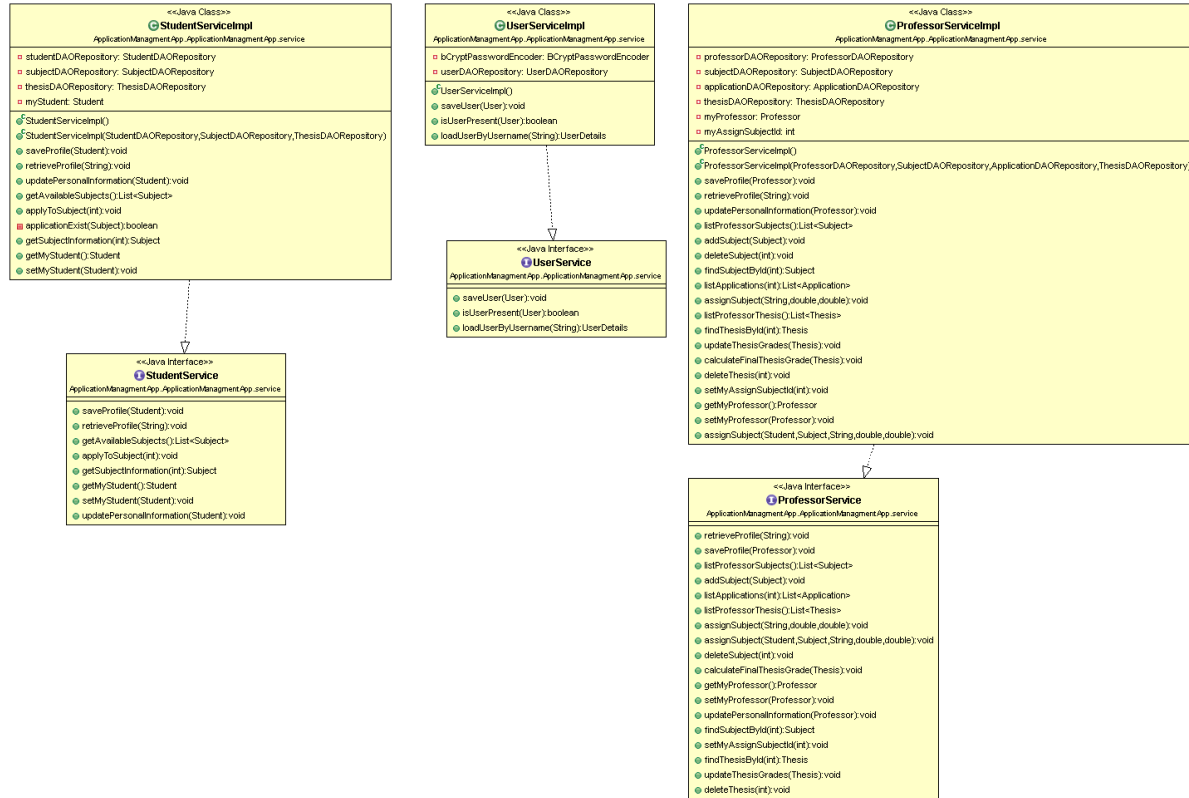 <<Java Class>>
StudentServiceImpl
ApplicationManagmentApp.ApplicationManagmentApp.service
studentDAORepository: StudentDAORepository
subjectDAORepository: SubjectDAORepository
thesisDAORepository: ThesisDAORepository
myStudent: Student
StudentServiceImpl()
StudentServiceImpl(StudentDAORepository,SubjectDAORepository,ThesisDAORepository)
saveProfile(Student):void
retrieveProfile(String):void
updatePersonalInformation(Student):void
getAvailableSubjects():List<Subject>
applyToSubject(int):void
applicationExist(Subject):boolean
getSubjectInformation(int):Subject
getMyStudent():Student
setMyStudent(Student):void
<<Java Interface>>
StudentService
ApplicationManagmentApp.ApplicationManagmentApp.service
saveProfile(Student):void
retrieveProfile(String):void
getAvailableSubjects():List<Subject>
applyToSubject(int):void
getSubjectInformation(int):Subject
getMyStudent():Student
setMyStudent(Student):void
updatePersonalInformation(Student):void
<<Java Class>>
UserServiceImpl
ApplicationManagmentApp.ApplicationManagmentApp.service
bCryptPasswordEncoder: BCryptPasswordEncoder
userDAORepository: UserDAORepository
UserServiceImpl()
saveUser(User):void
isUserPresent(User):boolean
loadUserByUsername(String):UserDetails
<<Java Interface>>
UserService
ApplicationManagmentApp.ApplicationManagmentApp.service
saveUser(User):void
isUserPresent(User):boolean
loadUserByUsername(String):UserDetails
<<Java Class>>
ProfessorServiceImpl
ApplicationManagmentApp.ApplicationManagmentApp.service
professorDAORepository: ProfessorDAORepository
subjectDAORepository: SubjectDAORepository
applicationDAORepository: ApplicationDAORepository
thesisDAORepository: ThesisDAORepository
myProfessor: Professor
myAssignSubjectId: int
ProfessorServiceImpl()
ProfessorServiceImpl(ProfessorDAORepository,SubjectDAORepository,ApplicationDAORepository,ThesisDAORepository)
saveProfile(Professor):void
retrieveProfile(String):void
updatePersonalInformation(Professor):void
listProfessorSubjects():List<Subject>
addSubject(Subject):void
deleteSubject(int):void
findSubjectById(int):Subject
listApplications(int):List<Application>
assignSubject(String,double,double):void
listProfessorThesis():List<Thesis>
findThesisById(int):Thesis
updateThesisGrades(Thesis):void
calculateFinalThesisGrade(Thesis):void
deleteThesis(int):void
setMyAssignSubjectId(int):void
getMyProfessor():Professor
setMyProfessor(Professor):void
assignSubject(Student,Subject,String,double,double):void
<<Java Interface>>
ProfessorService
ApplicationManagmentApp.ApplicationManagmentApp.service
retrieveProfile(String):void
saveProfile(Professor):void
listProfessorSubjects():List<Subject>
addSubject(Subject):void
listApplications(int):List<Application>
listProfessorThesis():List<Thesis>
assignSubject(String,double,double):void
assignSubject(Student,Subject,String,double,double):void
deleteSubject(int):void
calculateFinalThesisGrade(Thesis):void
getMyProfessor():Professor
setMyProfessor(Professor):void
updatePersonalInformation(Professor):void
findSubjectById(int):Subject
setMyAssignSubjectId(int):void
findThesisById(int):Thesis
updateThesisGrades(Thesis):void
deleteThesis(int):void